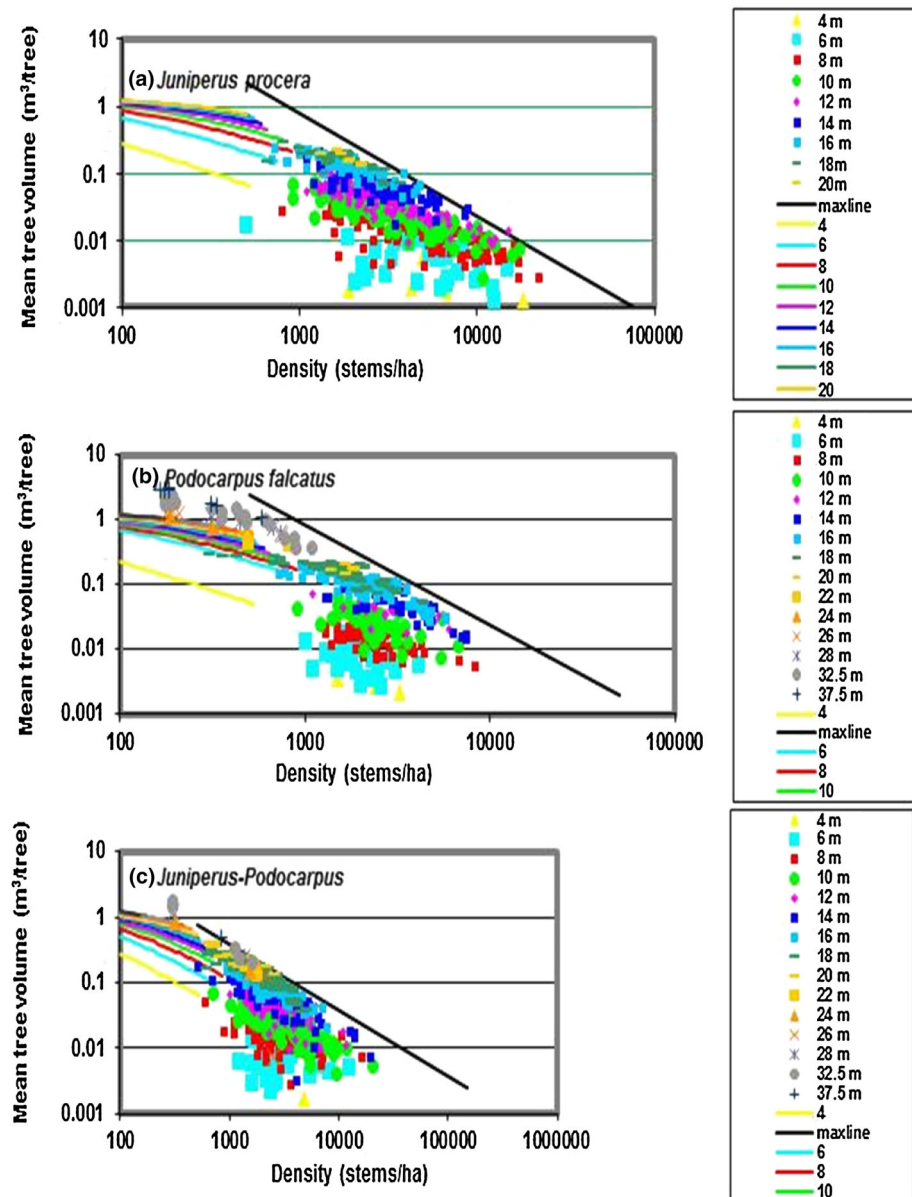 (a) Juniperus procera
Mean tree volume (m³/tree)
10
1
0.1
0.01
0.001
100 1000 10000 100000
Density (stems/ha)
4 m
6 m
8 m
10 m
12 m
14 m
16 m
18m
20m
maxline
4
6
8
10
12
14
16
18
20
(b) Podocarpus falcatus
Mean tree volume (m³/tree)
10
1
0.1
0.01
0.001
100 1000 10000 100000
Density (stems/ha)
4 m
6 m
8 m
10 m
12 m
14 m
16 m
18 m
20 m
22 m
24 m
26 m
28 m
32.5 m
37.5 m
4
maxline
6
8
10
(c) Juniperus-Podocarpus
Mean tree volume (m³/tree)
10
1
0.1
0.01
0.001
100 1000 10000 100000 1000000
Density (stems/ha)
4 m
6 m
8 m
10 m
12 m
14 m
16 m
18 m
20 m
22 m
24 m
26 m
28 m
32.5 m
37.5 m
4
maxline
6
8
10